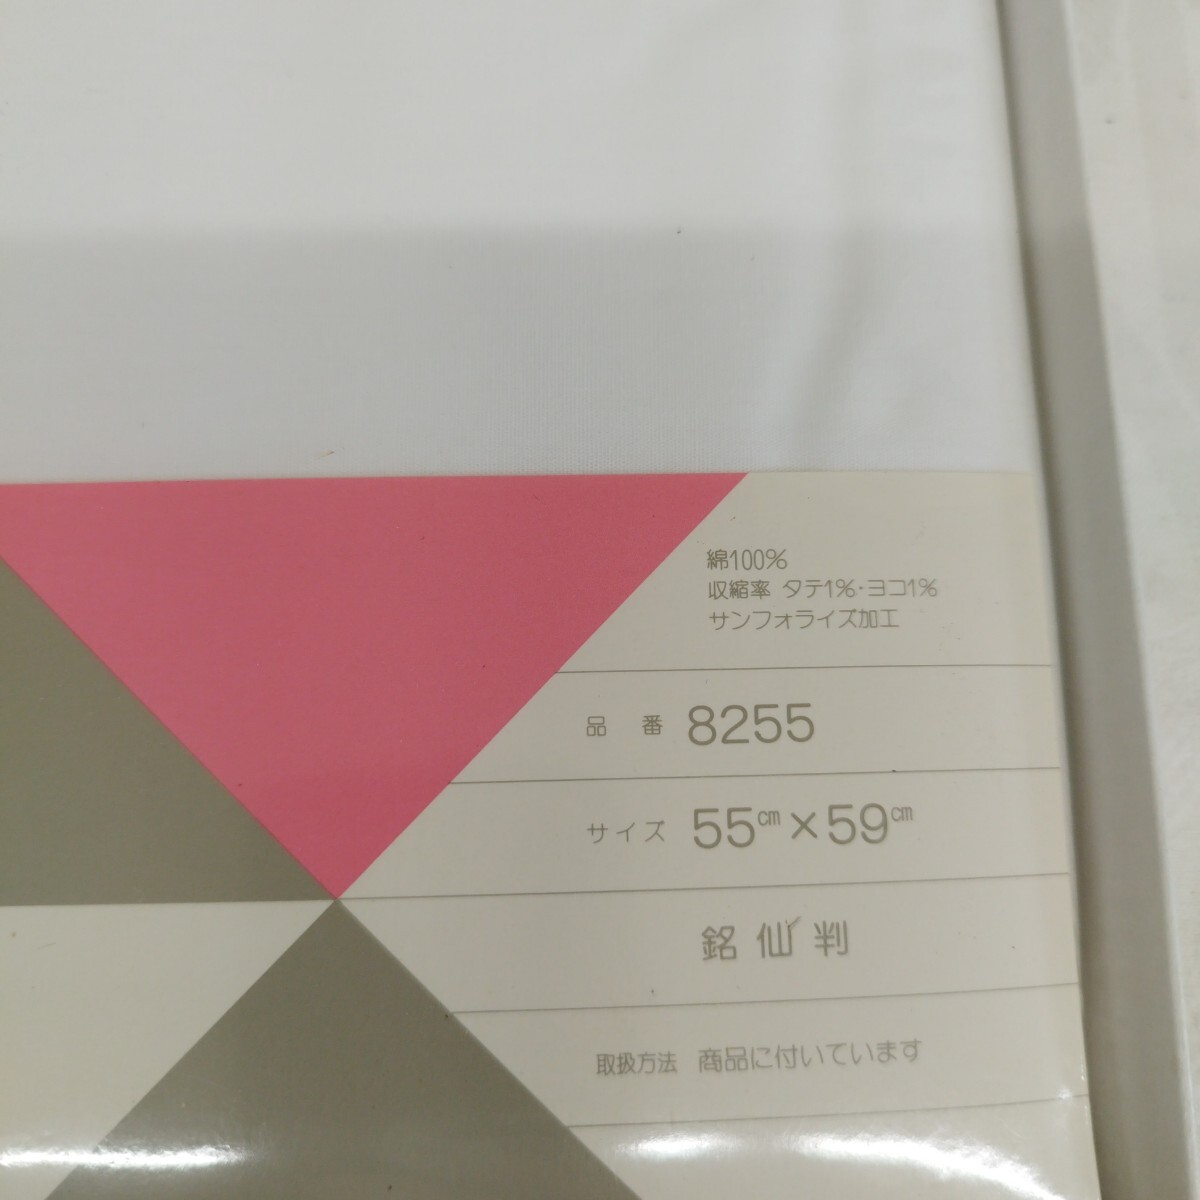 綿100%
収縮率 タテ1%・ヨコ1%
サンフォライズ加工
品番 8255
サイズ 55cm×59cm
銘仙判
取扱方法 商品に付いています